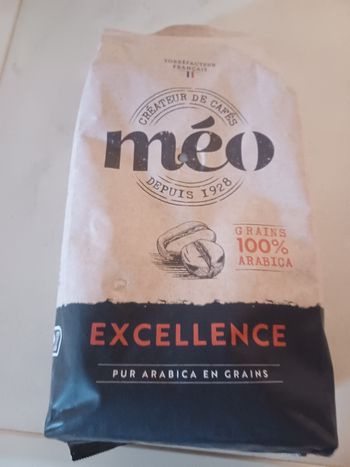 TORRÉFACTEUR
FRANÇAIS
CRÉATEUR DE CAFÉS
méo
DEPUIS 1928
GRAINS
100%
ARABICA
EXCELLENCE
PUR ARABICA EN GRAINS